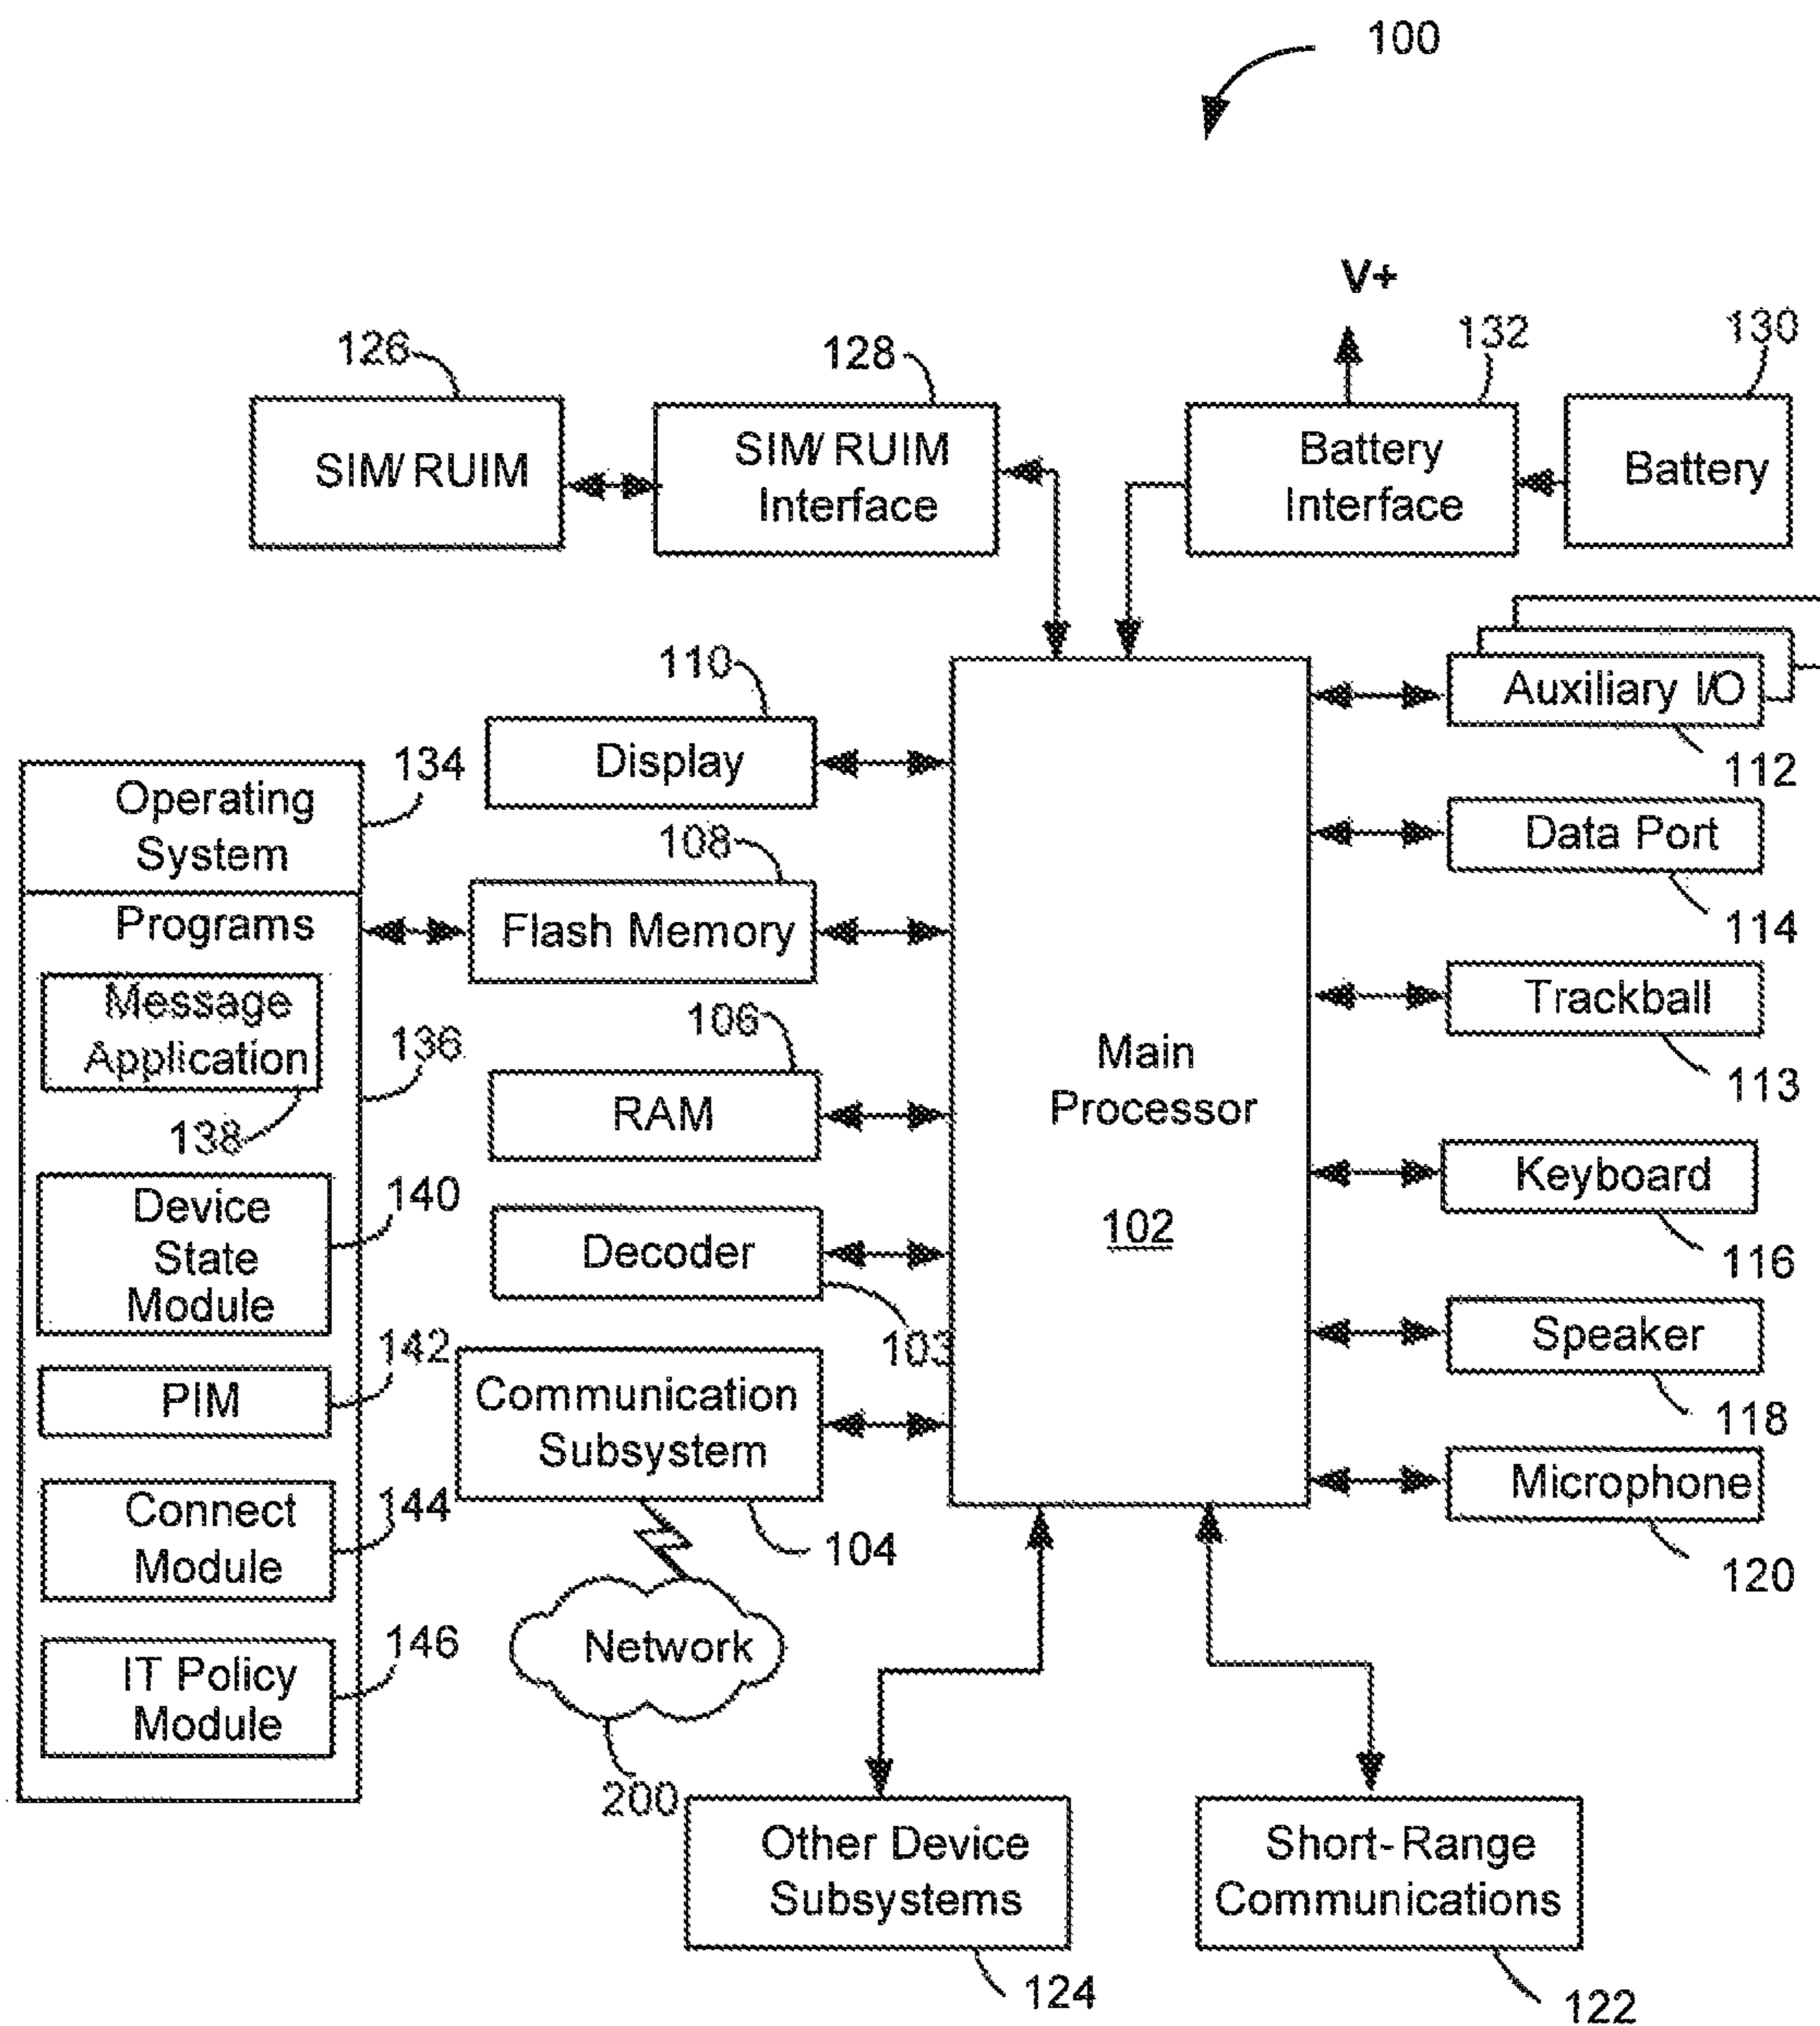 100
V+
126
128
132
130
SIM/RUIM
SIM/RUIM
Interface
Battery
Interface
Battery
110
Display
Auxiliary I/O
112
134
Operating
System
108
Flash Memory
Data Port
114
Programs
Message
Application
138
136
106
RAM
Main
Processor
102
Trackball
113
Device
State
Module
140
Decoder
103
Keyboard
116
PIM
142
Communication
Subsystem
104
Speaker
118
Connect
Module
144
Microphone
120
IT Policy
Module
146
Network
200
Other Device
Subsystems
124
Short-Range
Communications
122